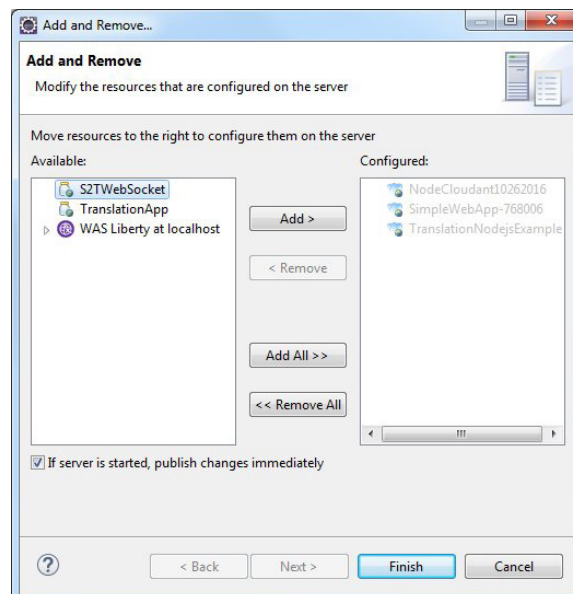 Add and Remove...
Add and Remove
Modify the resources that are configured on the server
Move resources to the right to configure them on the server
Available:
Configured:
S2TWebSocket
TranslationApp
WAS Liberty at localhost
Add >
< Remove
Add All >>
<< Remove All
NodeCloudant10262016
SimpleWebApp-768006
TranslationNodejsExample
If server is started, publish changes immediately
?
< Back
Next >
Finish
Cancel